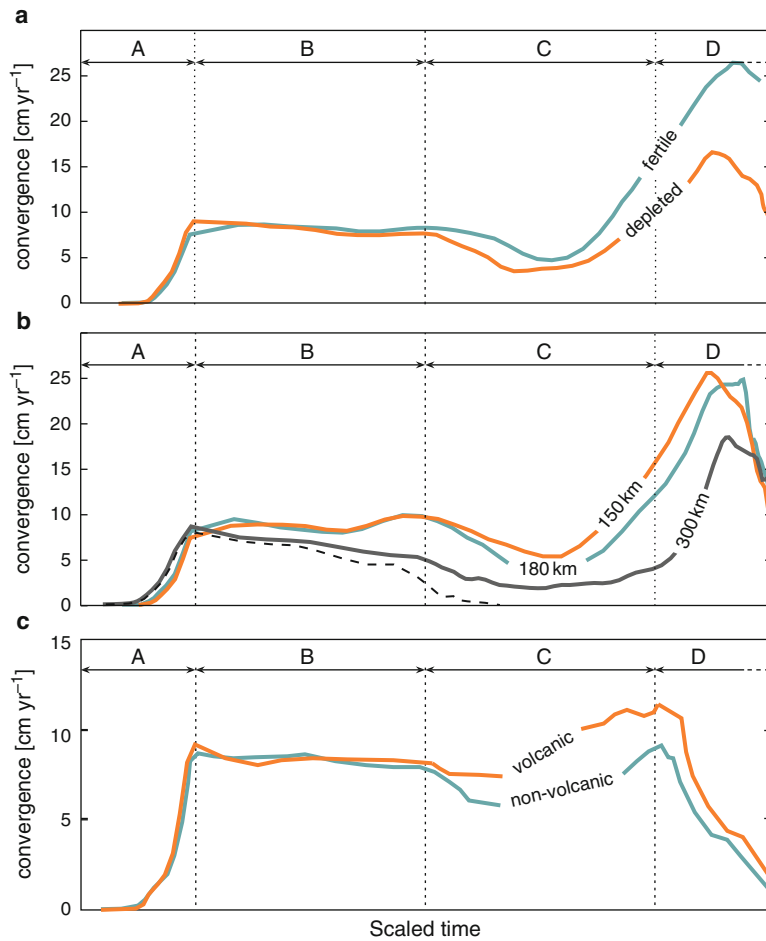 a
A B C D
25
20
15
10
5
0
convergence [cm yr⁻¹]
fertile
depleted
b
A B C D
25
20
15
10
5
0
convergence [cm yr⁻¹]
150 km
180 km
300 km
c
15
A B C D
10
5
0
convergence [cm yr⁻¹]
volcanic
non-volcanic
Scaled time